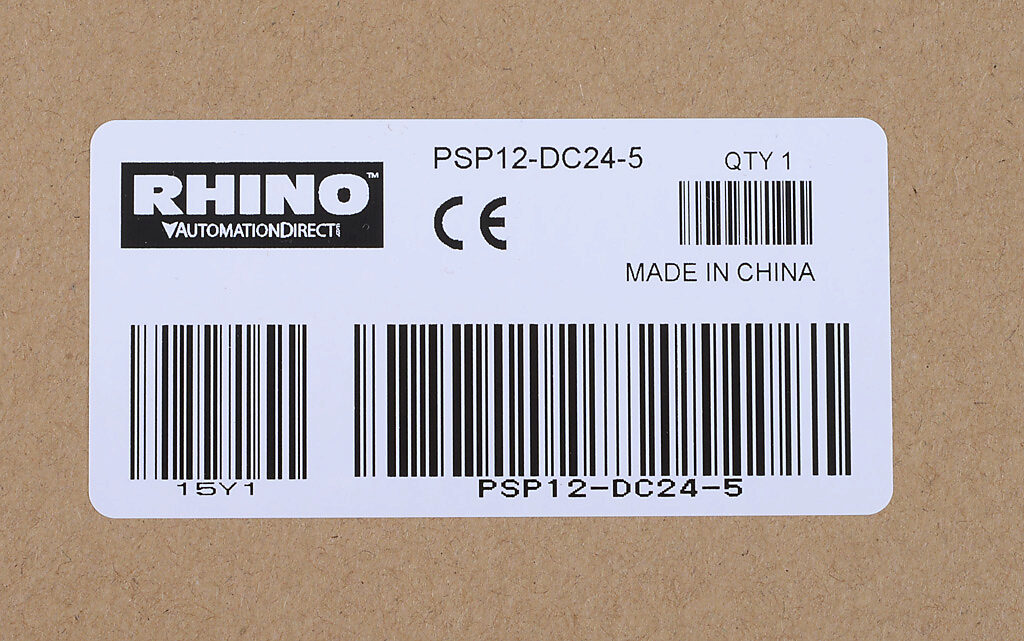 RHINO™
AUTOMATIONDIRECT
PSP12-DC24-5
QTY 1
CE
MADE IN CHINA
15Y1
PSP12-DC24-5